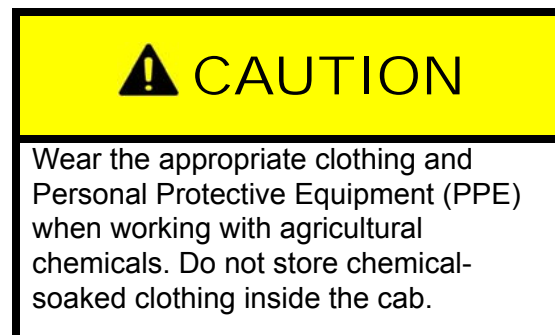 CAUTION
Wear the appropriate clothing and
Personal Protective Equipment (PPE)
when working with agricultural
chemicals. Do not store chemical-
soaked clothing inside the cab.